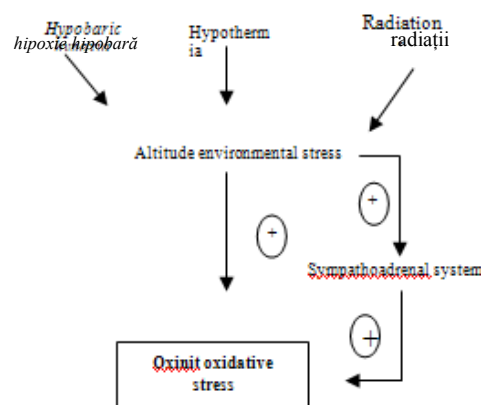 Hypobaric
hipoxie hipobară
Hypotherm
ia
Radiation
radiații
Altitude environmental stress
+
+
Sympathoadrenal system
+
Oxinit oxidative
stress